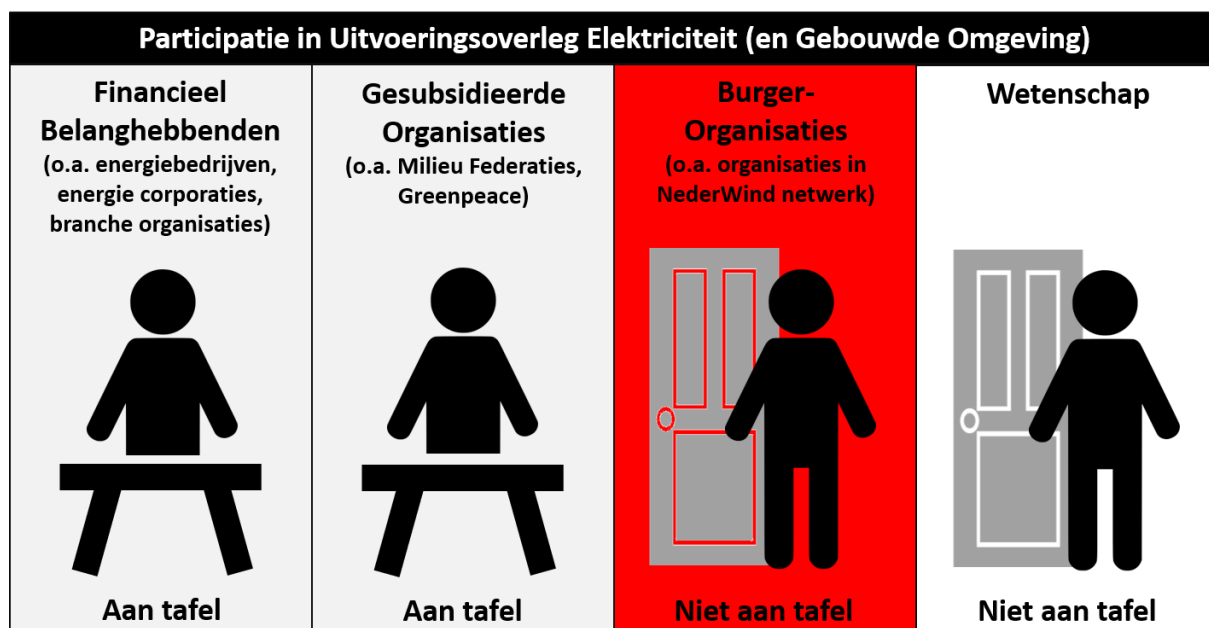 Participatie in Uitvoeringsoverleg Elektriciteit (en Gebouwde Omgeving)
Financieel
Belanghebbenden
(o.a. energiebedrijven,
energie corporaties,
branche organisaties)
Aan tafel
Gesubsidieerde
Organisaties
(o.a. Milieu Federaties,
Greenpeace)
Aan tafel
Burger-
Organisaties
(o.a. organisaties in
NederWind netwerk)
Niet aan tafel
Wetenschap
Niet aan tafel